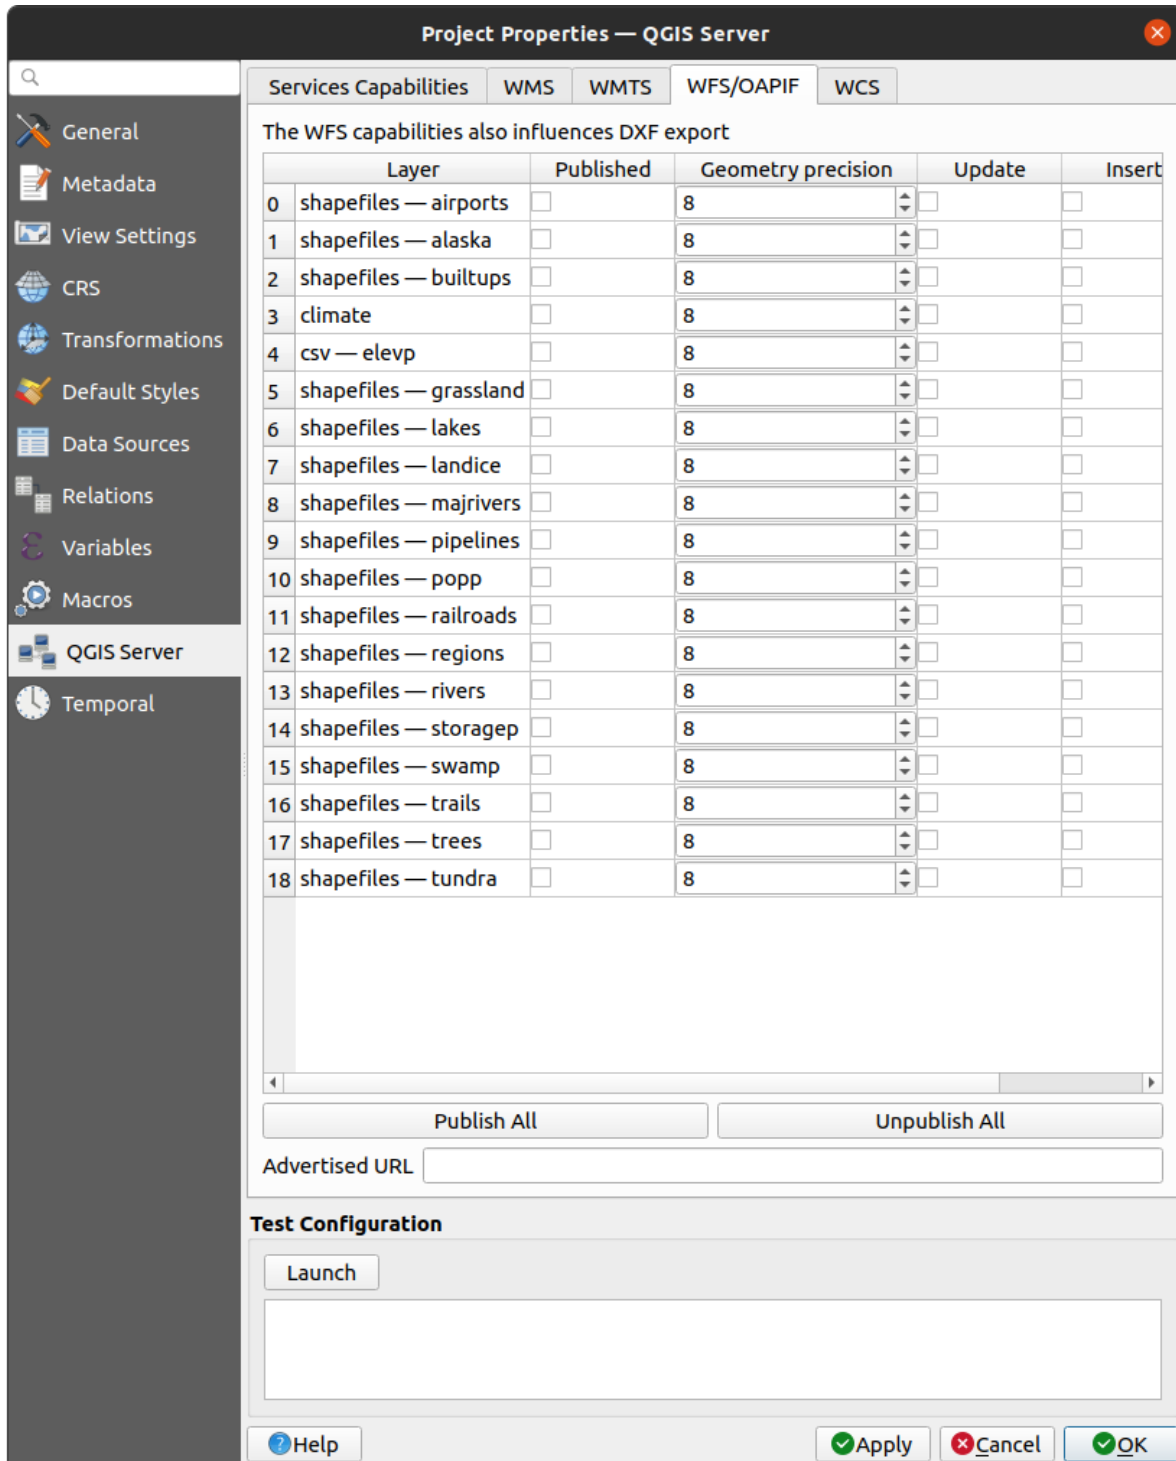 Project Properties — QGIS Server
General
Metadata
View Settings
CRS
Transformations
Default Styles
Data Sources
Relations
Variables
Macros
QGIS Server
Temporal
Services Capabilities WMS WMTS WFS/OAPIF WCS
The WFS capabilities also influences DXF export
Layer Published Geometry precision Update Insert
0 shapefiles — airports 8
1 shapefiles — alaska 8
2 shapefiles — builtups 8
3 climate 8
4 csv — elevp 8
5 shapefiles — grassland 8
6 shapefiles — lakes 8
7 shapefiles — landice 8
8 shapefiles — majrivers 8
9 shapefiles — pipelines 8
10 shapefiles — popp 8
11 shapefiles — railroads 8
12 shapefiles — regions 8
13 shapefiles — rivers 8
14 shapefiles — storagep 8
15 shapefiles — swamp 8
16 shapefiles — trails 8
17 shapefiles — trees 8
18 shapefiles — tundra 8
Publish All Unpublish All
Advertised URL
Test Configuration
Launch
Help Apply Cancel OK